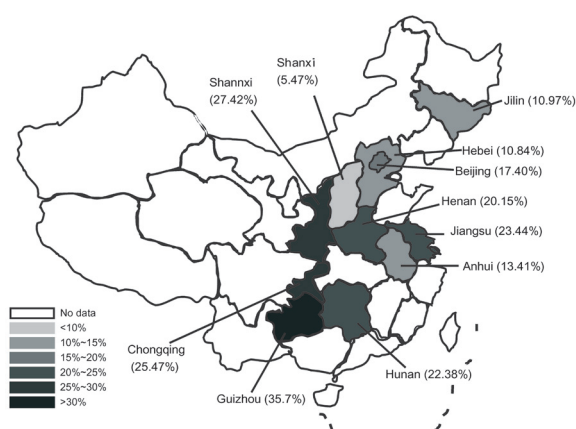 Shanxi
(5.47%)
Shannxi
(27.42%)
Jilin (10.97%)
Hebei (10.84%)
Beijing (17.40%)
Henan (20.15%)
Jiangsu (23.44%)
Anhui (13.41%)
No data
<10%
10%~15%
15%~20%
20%~25%
25%~30%
>30%
Chongqing
(25.47%)
Guizhou (35.7%)
Hunan (22.38%)